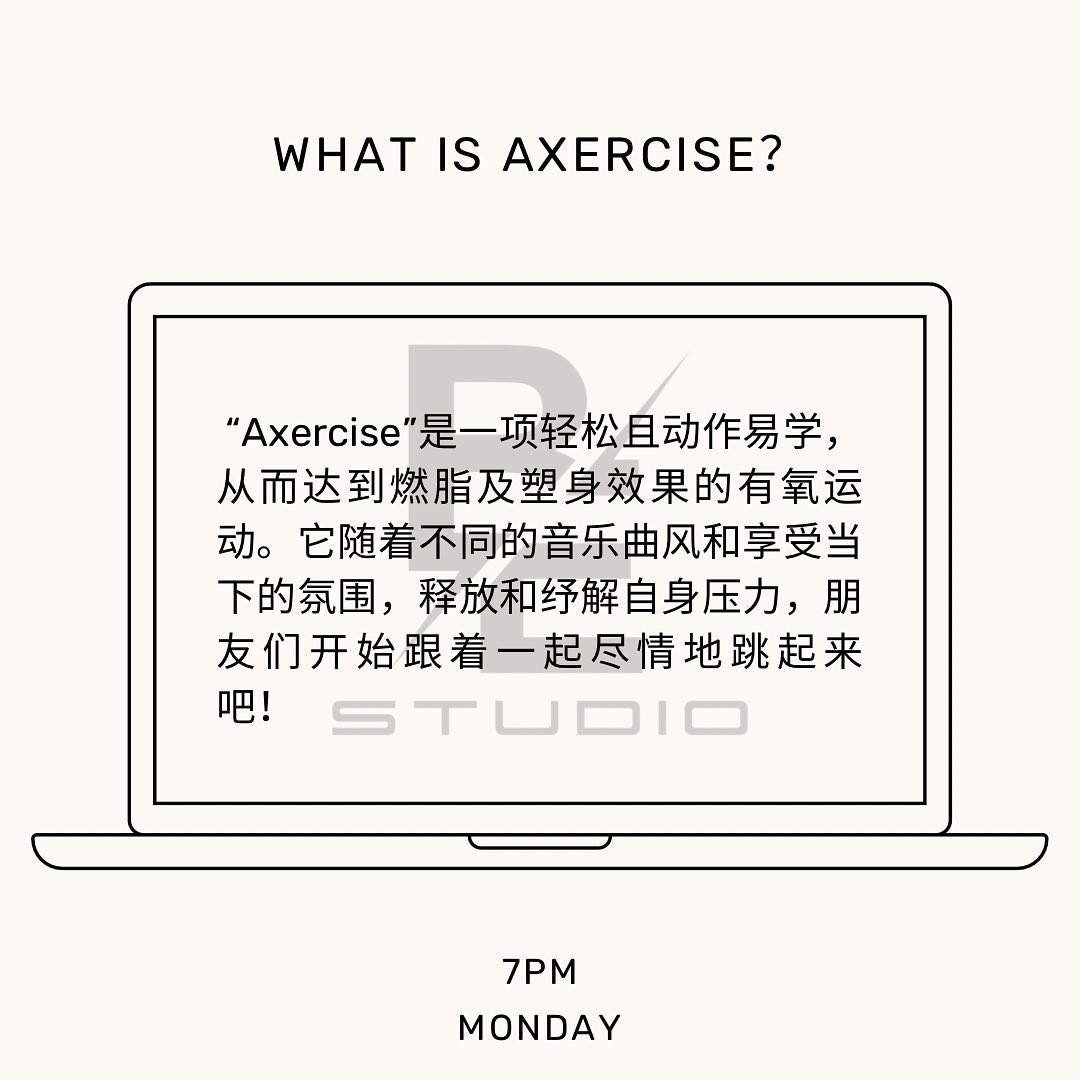 WHAT IS AXERCISE?
“Axercise”是一项轻松且动作易学，
从而达到燃脂及塑身效果的有氧运
动。它随着不同的音乐曲风和享受当
下的氛围，释放和纾解自身压力，朋
友们开始跟着一起尽情地跳起来
吧！
STUDIO
7PM
MONDAY